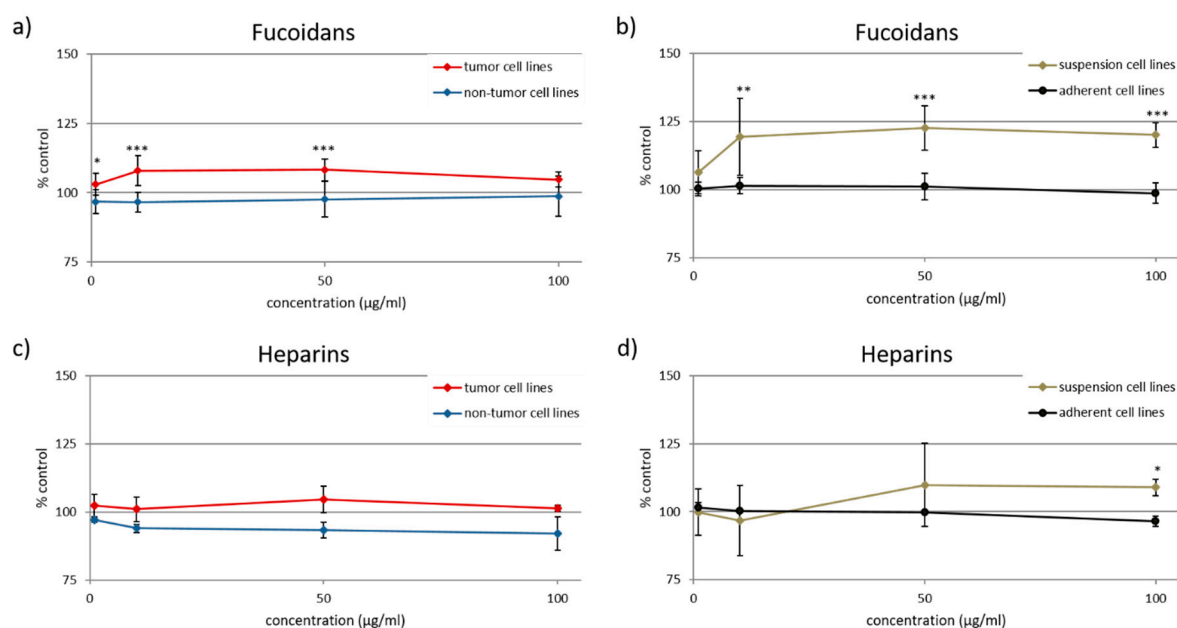 a)
Fucoidans
150
125
100
75
% control
tumor cell lines
non-tumor cell lines
*
***
***
0
50
100
concentration (µg/ml)
b)
Fucoidans
150
125
100
75
% control
suspension cell lines
adherent cell lines
**
***
***
0
50
100
concentration (µg/ml)
c)
Heparins
150
125
100
75
% control
tumor cell lines
non-tumor cell lines
0
50
100
concentration (µg/ml)
d)
Heparins
150
125
100
75
% control
suspension cell lines
adherent cell lines
*
0
50
100
concentration (µg/ml)